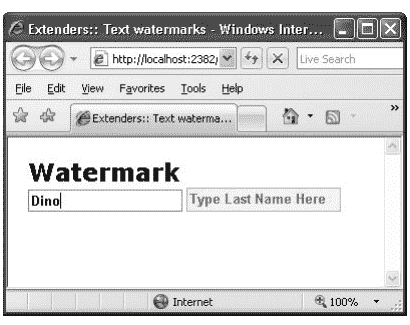 Extenders:: Text watermarks - Windows Inter...
http://localhost:2382/
Live Search
File Edit View Favorites Tools Help
Extenders:: Text waterma...
»
Watermark
Dino
Type Last Name Here
Internet
100%